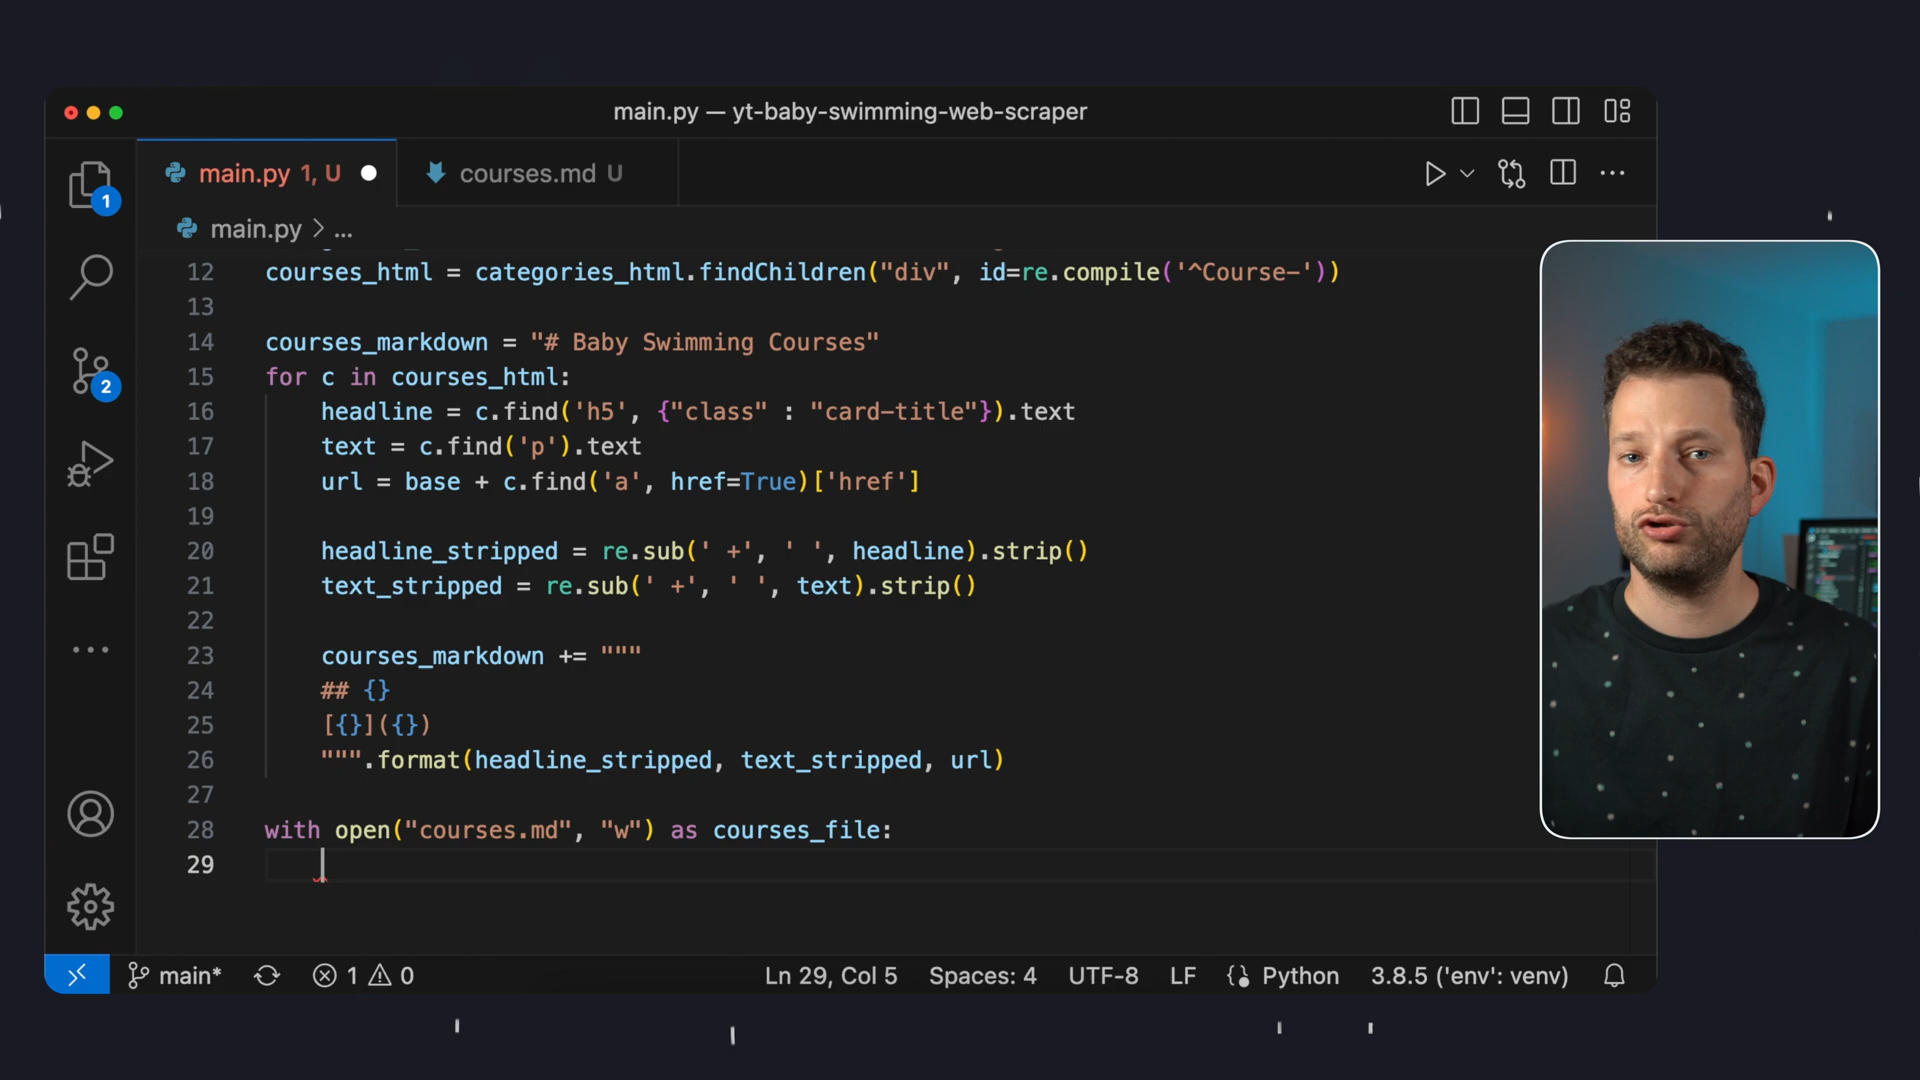 main.py — yt-baby-swimming-web-scraper
main.py 1, U
courses.md U
main.py > ...
1
2
12 courses_html = categories_html.findChildren("div", id=re.compile('^Course-'))
13
14 courses_markdown = "# Baby Swimming Courses"
15 for c in courses_html:
16 headline = c.find('h5', {"class" : "card-title"}).text
17 text = c.find('p').text
18 url = base + c.find('a', href=True)['href']
19
20 headline_stripped = re.sub(' +', ' ', headline).strip()
21 text_stripped = re.sub(' +', ' ', text).strip()
22
23 courses_markdown += """
24 ## {}
25 [{}]({})
26 """.format(headline_stripped, text_stripped, url)
27
28 with open("courses.md", "w") as courses_file:
29
main* 1 0 Ln 29, Col 5 Spaces: 4 UTF-8 LF Python 3.8.5 ('env': venv)